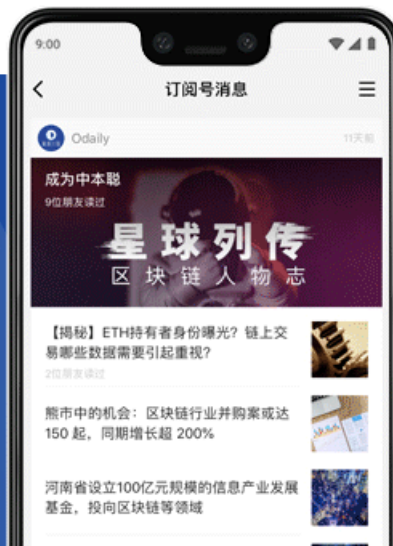 9:00
订阅号消息
Odaily
11天前
成为中本聪
9位朋友读过
星球列传
区块链人物志
【揭秘】ETH持有者身份曝光？链上交
易哪些数据需要引起重视？
2位朋友读过
熊市中的机会：区块链行业并购案或达
150 起，同期增长超 200%
河南省设立100亿元规模的信息产业发展
基金，投向区块链等领域